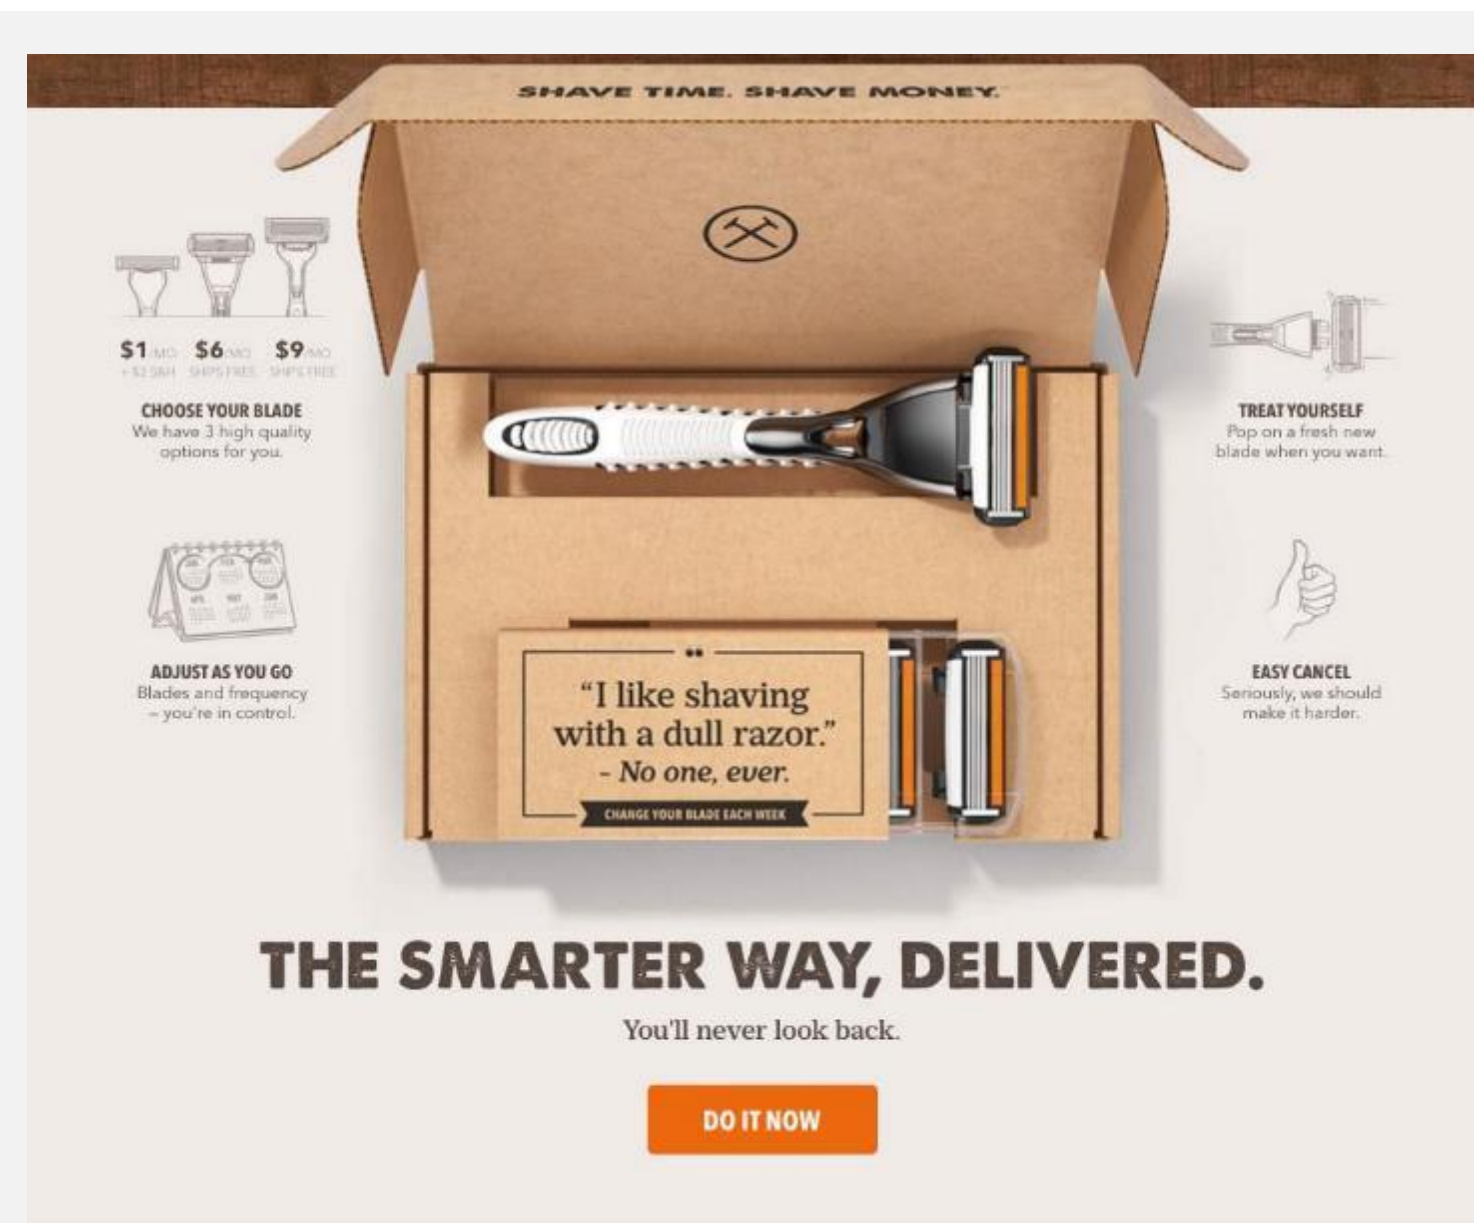 SHAVE TIME. SHAVE MONEY.
$1 /MO $6 /MO $9 /MO
+ $2 S&H SHIPS FREE SHIPS FREE
CHOOSE YOUR BLADE
We have 3 high quality
options for you.
TREAT YOURSELF
Pop on a fresh new
blade when you want.
ADJUST AS YOU GO
Blades and frequency
– you're in control.
EASY CANCEL
Seriously, we should
make it harder.
“I like shaving
with a dull razor.”
- No one, ever.
CHANGE YOUR BLADE EACH WEEK
THE SMARTER WAY, DELIVERED.
You'll never look back.
DO IT NOW